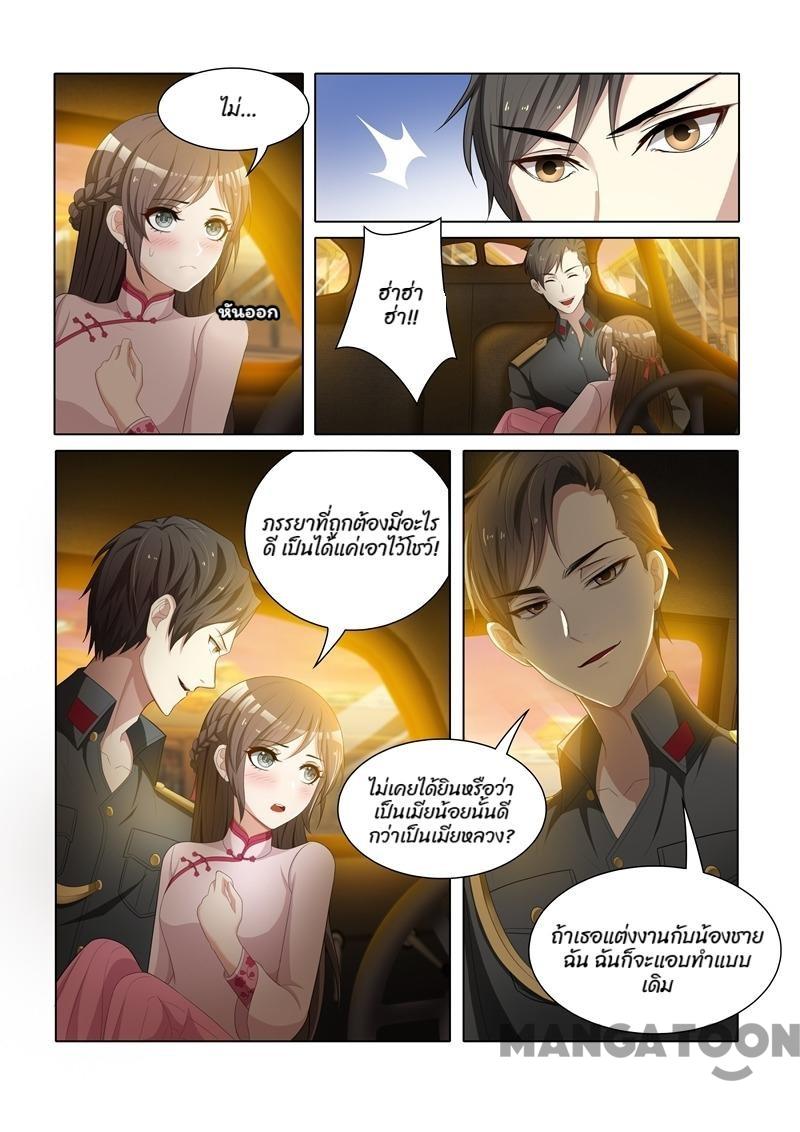 ไม่...
หันออก
ฮ่าฮ่า
ฮ่า!!
ภรรยาที่ถูกต้องมีอะไร
ดี เป็นได้แค่เอาไว้โชว์!
ไม่เคยได้ยินหรือว่า
เป็นเมียน้อยนั้นดี
กว่าเป็นเมียหลวง?
ถ้าเธอแต่งงานกับน้องชาย
ฉัน ฉันก็จะแอบทำแบบ
เดิม
MANGATOON